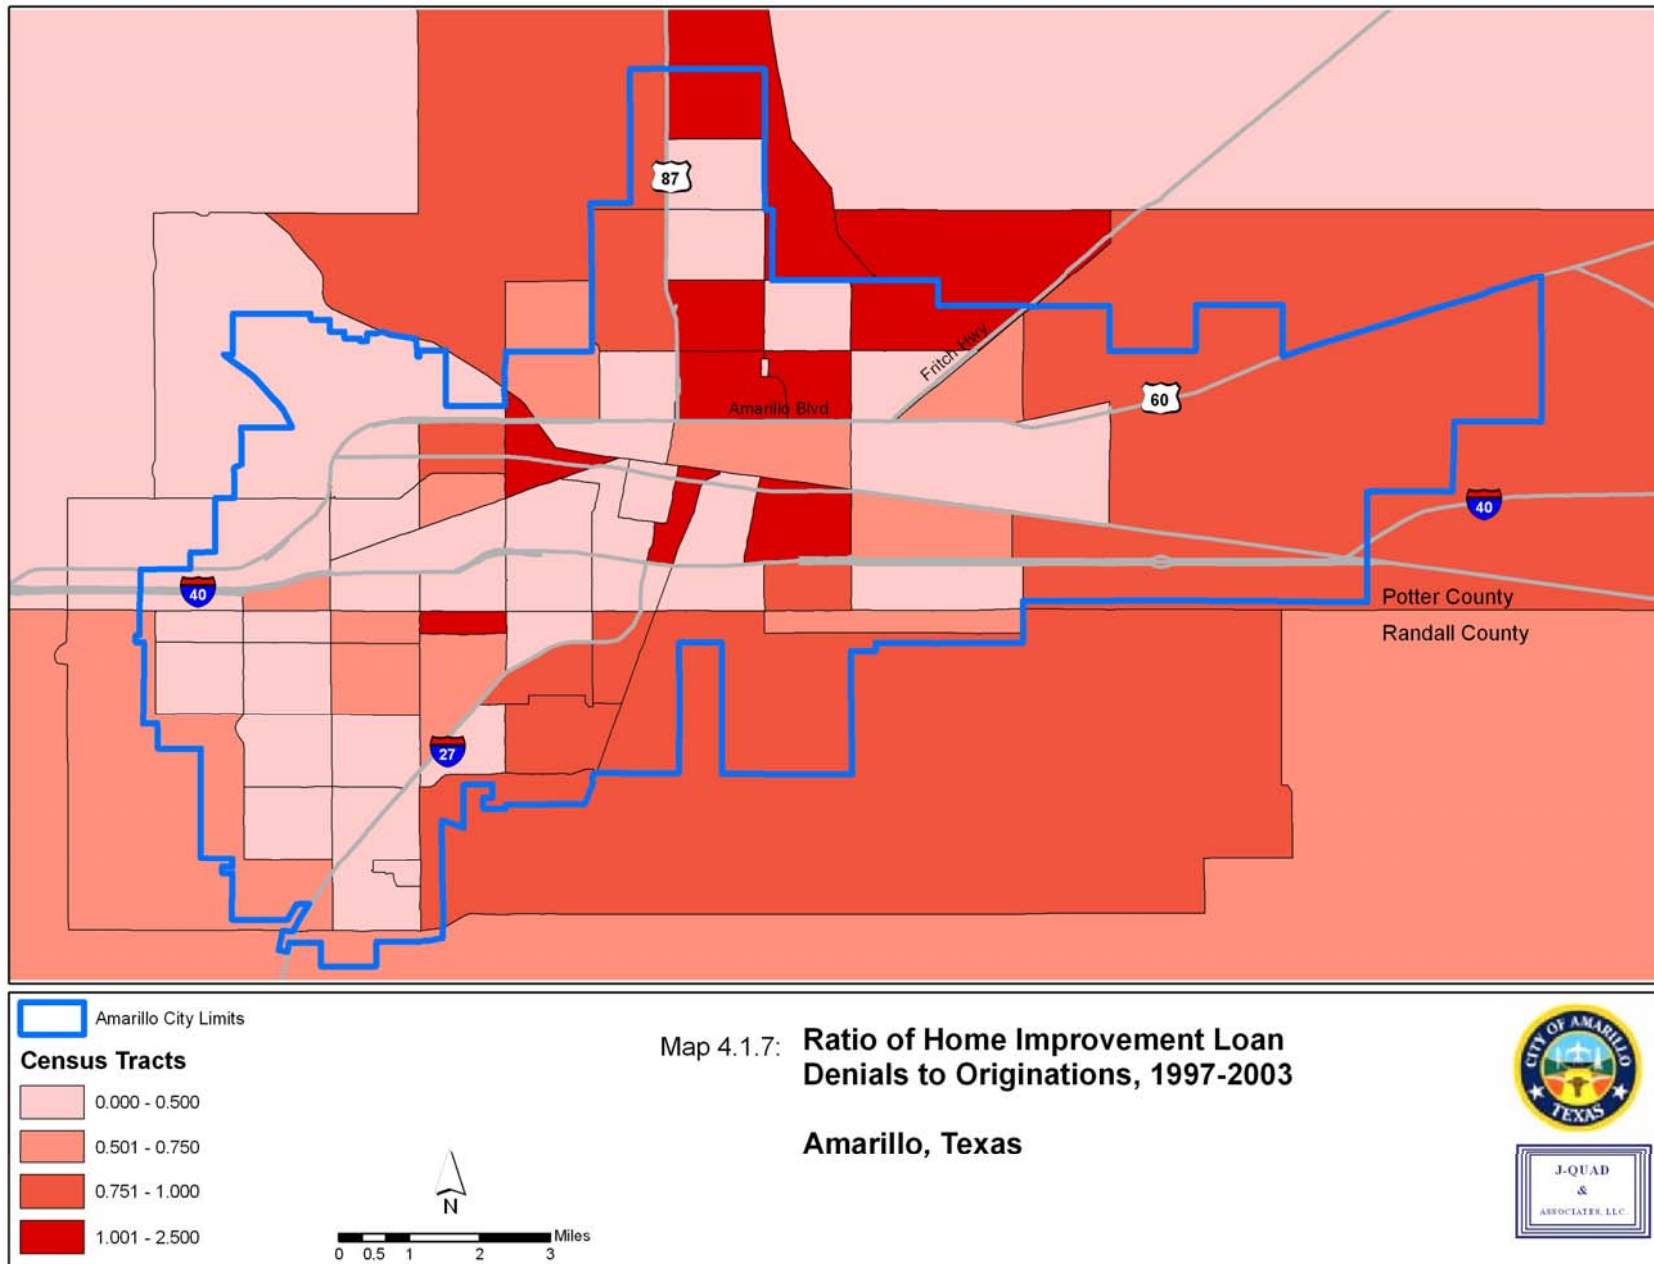 87
Fritch Hwy
Amarillo Blvd
60
40
40
Potter County
Randall County
27
Amarillo City Limits
Census Tracts
0.000 - 0.500
0.501 - 0.750
0.751 - 1.000
1.001 - 2.500
N
Miles
0 0.5 1 2 3
Map 4.1.7: Ratio of Home Improvement Loan
Denials to Originations, 1997-2003
Amarillo, Texas
CITY OF AMARILLO
TEXAS
J-QUAD
&
ASSOCIATES, LLC.